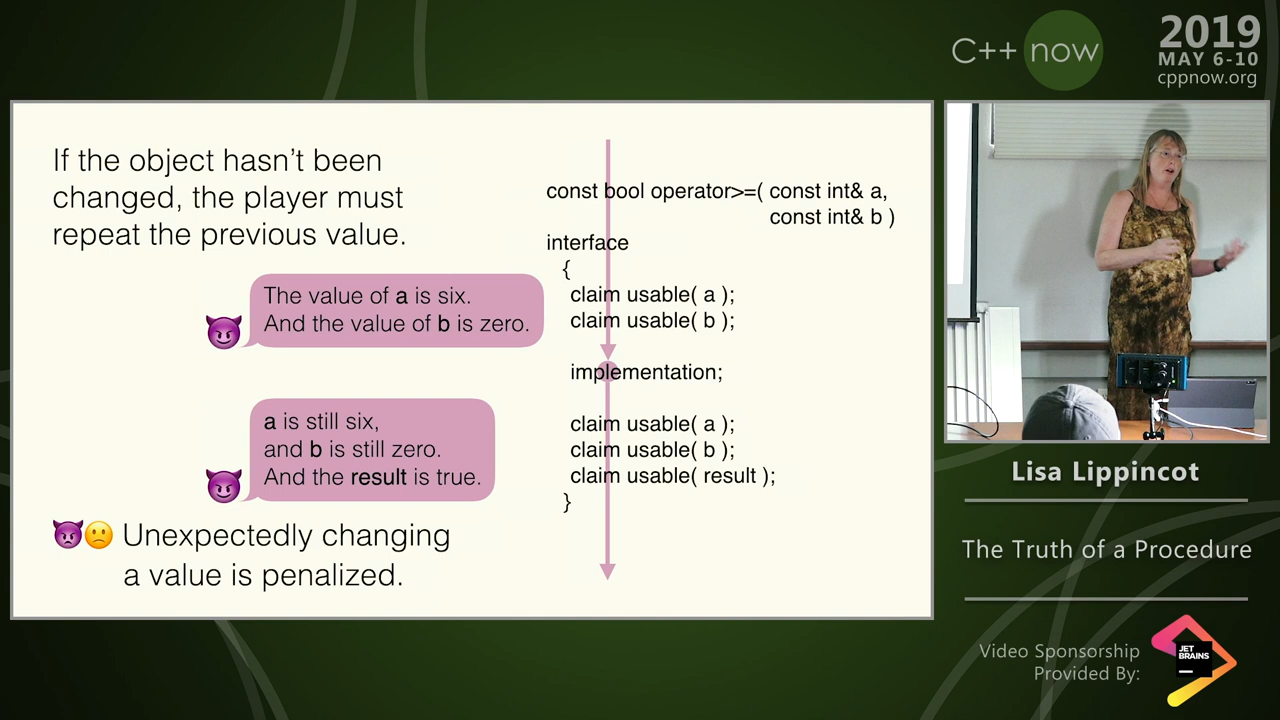 C++ now
2019
MAY 6-10
cppnow.org
If the object hasn't been
changed, the player must
repeat the previous value.
The value of a is six.
And the value of b is zero.
a is still six,
and b is still zero.
And the result is true.
Unexpectedly changing
a value is penalized.
const bool operator>=( const int& a,
const int& b )
interface
{
claim usable( a );
claim usable( b );
implementation;
claim usable( a );
claim usable( b );
claim usable( result );
}
Lisa Lippincot
The Truth of a Procedure
Video Sponsorship
Provided By:
JET
BRAINS